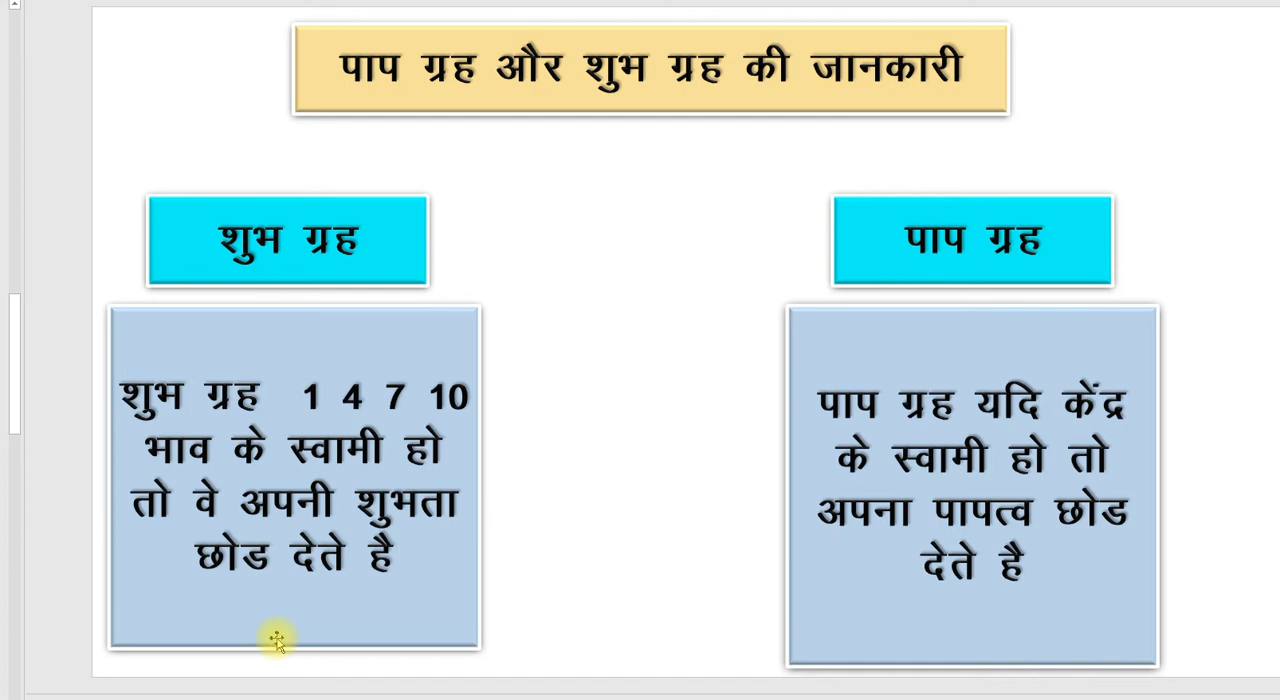 पाप ग्रह और शुभ ग्रह की जानकारी
शुभ ग्रह
शुभ ग्रह 1 4 7 10
भाव के स्वामी हो
तो वे अपनी शुभता
छोड देते है
पाप ग्रह
पाप ग्रह यदि केंद्र
के स्वामी हो तो
अपना पापत्व छोड
देते है